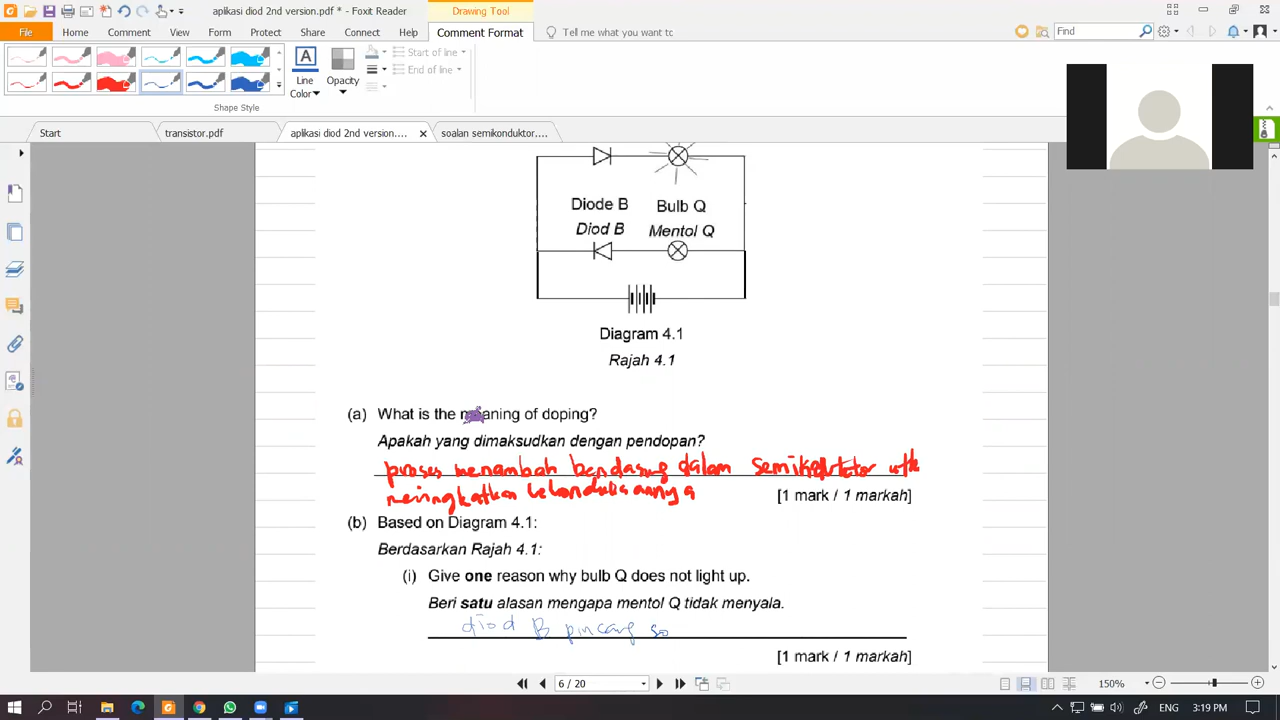 aplikasi diod 2nd version.pdf * - Foxit Reader
Drawing Tool
File Home Comment View Form Protect Share Connect Help Comment Format Tell me what you want to
Find
Line Color
Opacity
Start of line
End of line
Shape Style
Start
transistor.pdf
aplikasi diod 2nd version....
soalan semikonduktor....
Diode B Bulb Q
Diod B Mentol Q
Diagram 4.1
Rajah 4.1
(a) What is the meaning of doping?
Apakah yang dimaksudkan dengan pendopan?
proses menambah bendasing dalam semikonduktor untuk
meningkatkan kekonduksiannya
[1 mark / 1 markah]
(b) Based on Diagram 4.1:
Berdasarkan Rajah 4.1:
(i) Give one reason why bulb Q does not light up.
Beri satu alasan mengapa mentol Q tidak menyala.
diod B pincang so
[1 mark / 1 markah]
6 / 20
150%
ENG 3:19 PM